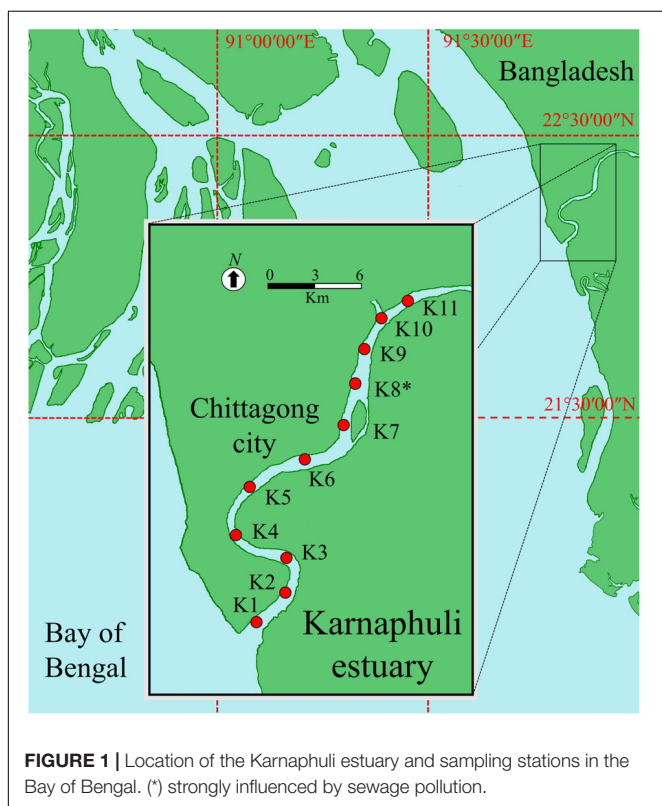 91°00′00″E
91°30′00″E
Bangladesh
22°30′00″N
N
0 3 6
Km
K11
K10
K9
K8*
Chittagong
city
21°30′00″N
K7
K6
K5
K4
K3
K2
K1
Bay of
Bengal
Karnaphuli
estuary
FIGURE 1 | Location of the Karnaphuli estuary and sampling stations in the
Bay of Bengal. (*) strongly influenced by sewage pollution.